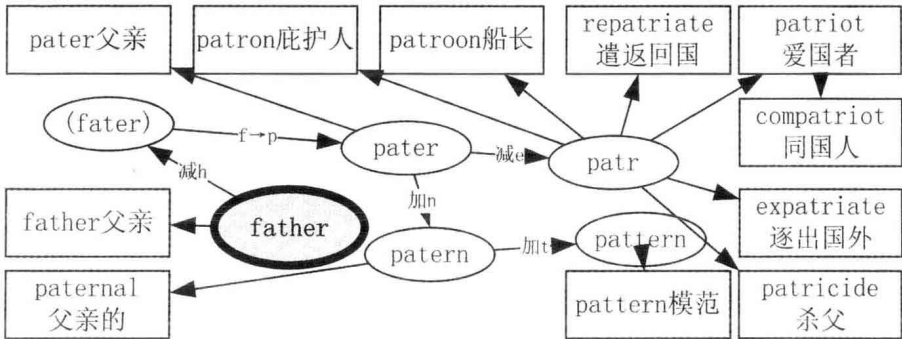 pater父亲
patron庇护人
patroon船长
repatriate
遣返回国
patriot
爱国者
(fater)
f→p
pater
减e
patr
compatriot
同国人
减h
father父亲
father
加n
patern
加t
pattern
expatriate
逐出国外
paternal
父亲的
pattern模范
patricide
杀父